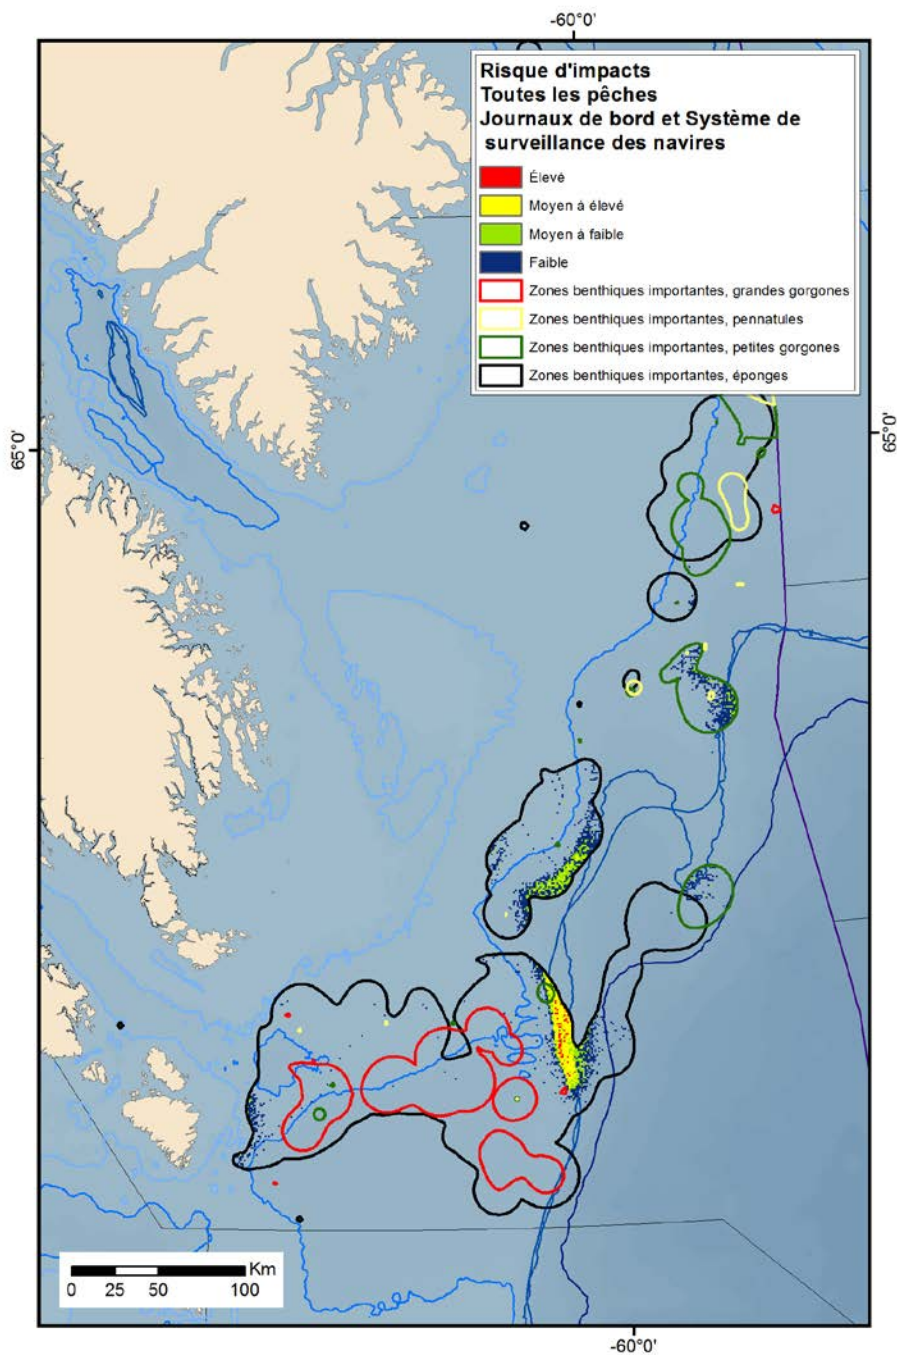 -60°0'
Risque d'impacts
Toutes les pêches
Journaux de bord et Système de
surveillance des navires
Élevé
Moyen à élevé
Moyen à faible
Faible
Zones benthiques importantes, grandes gorgones
Zones benthiques importantes, pennatules
Zones benthiques importantes, petites gorgones
Zones benthiques importantes, éponges
65°0'
65°0'
Km
0 25 50 100
-60°0'